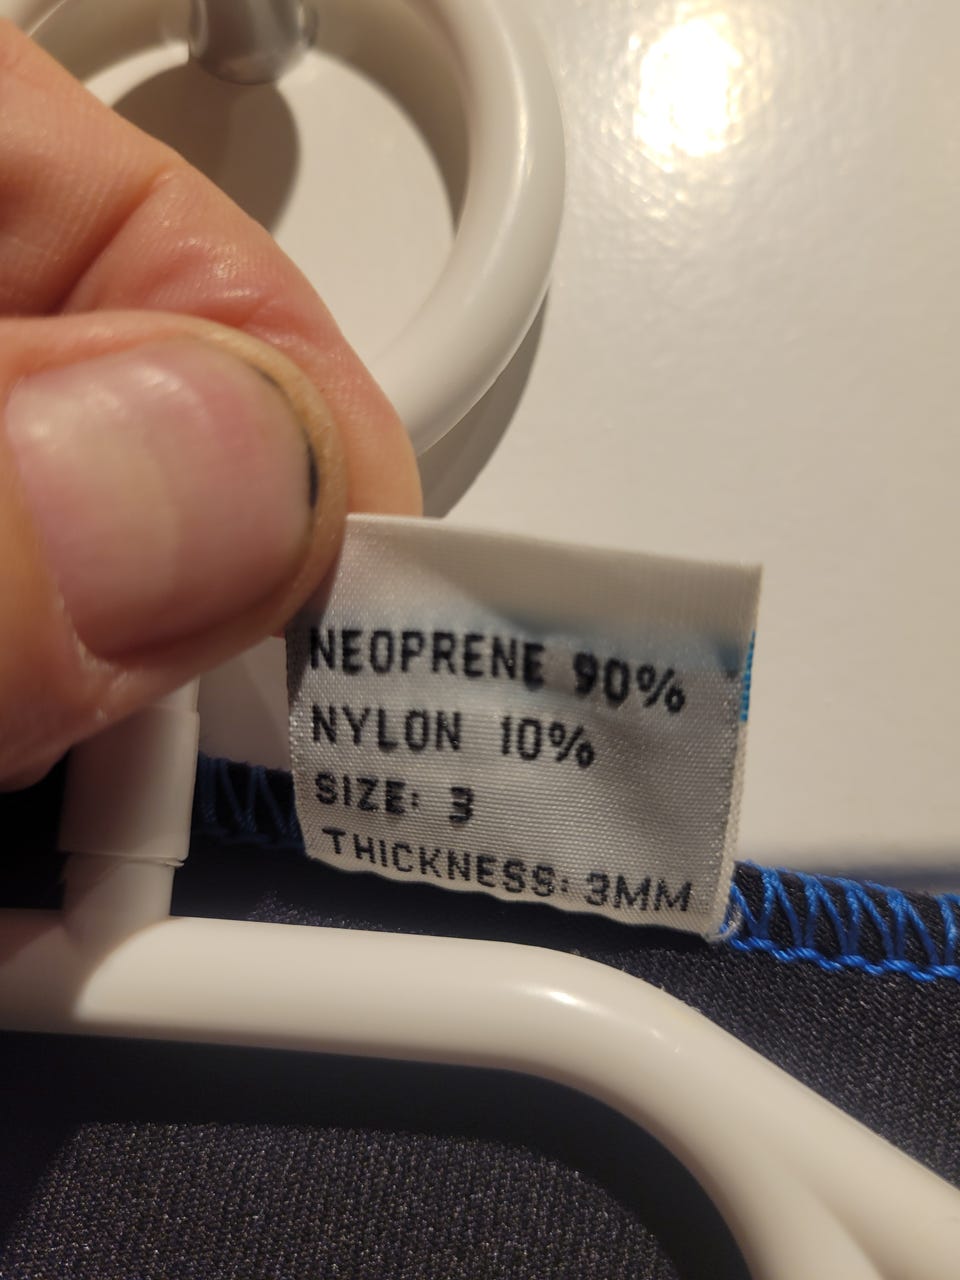 NEOPRENE 90%
NYLON 10%
SIZE: 3
THICKNESS: 3MM